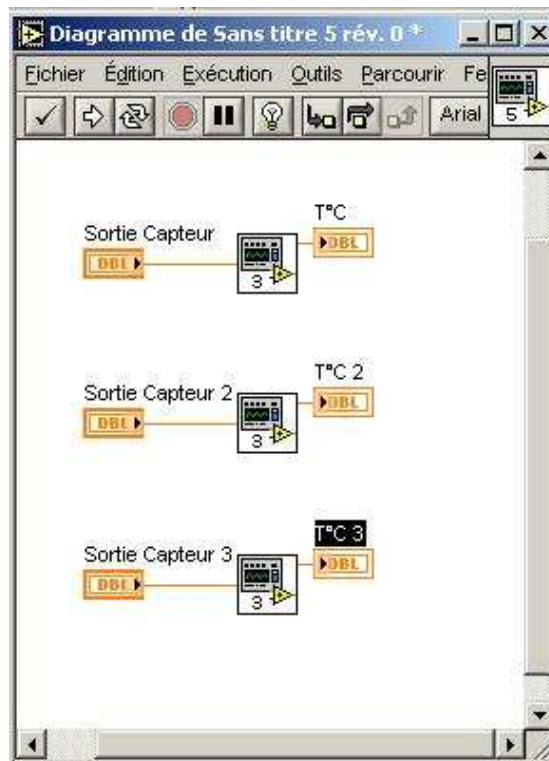 Diagramme de Sans titre 5 rév. 0 *
Fichier Édition Exécution Outils Parcourir Fe
Arial
5
T°C
Sortie Capteur
DBL
3
DBL
T°C 2
Sortie Capteur 2
DBL
3
DBL
T°C 3
Sortie Capteur 3
DBL
3
DBL